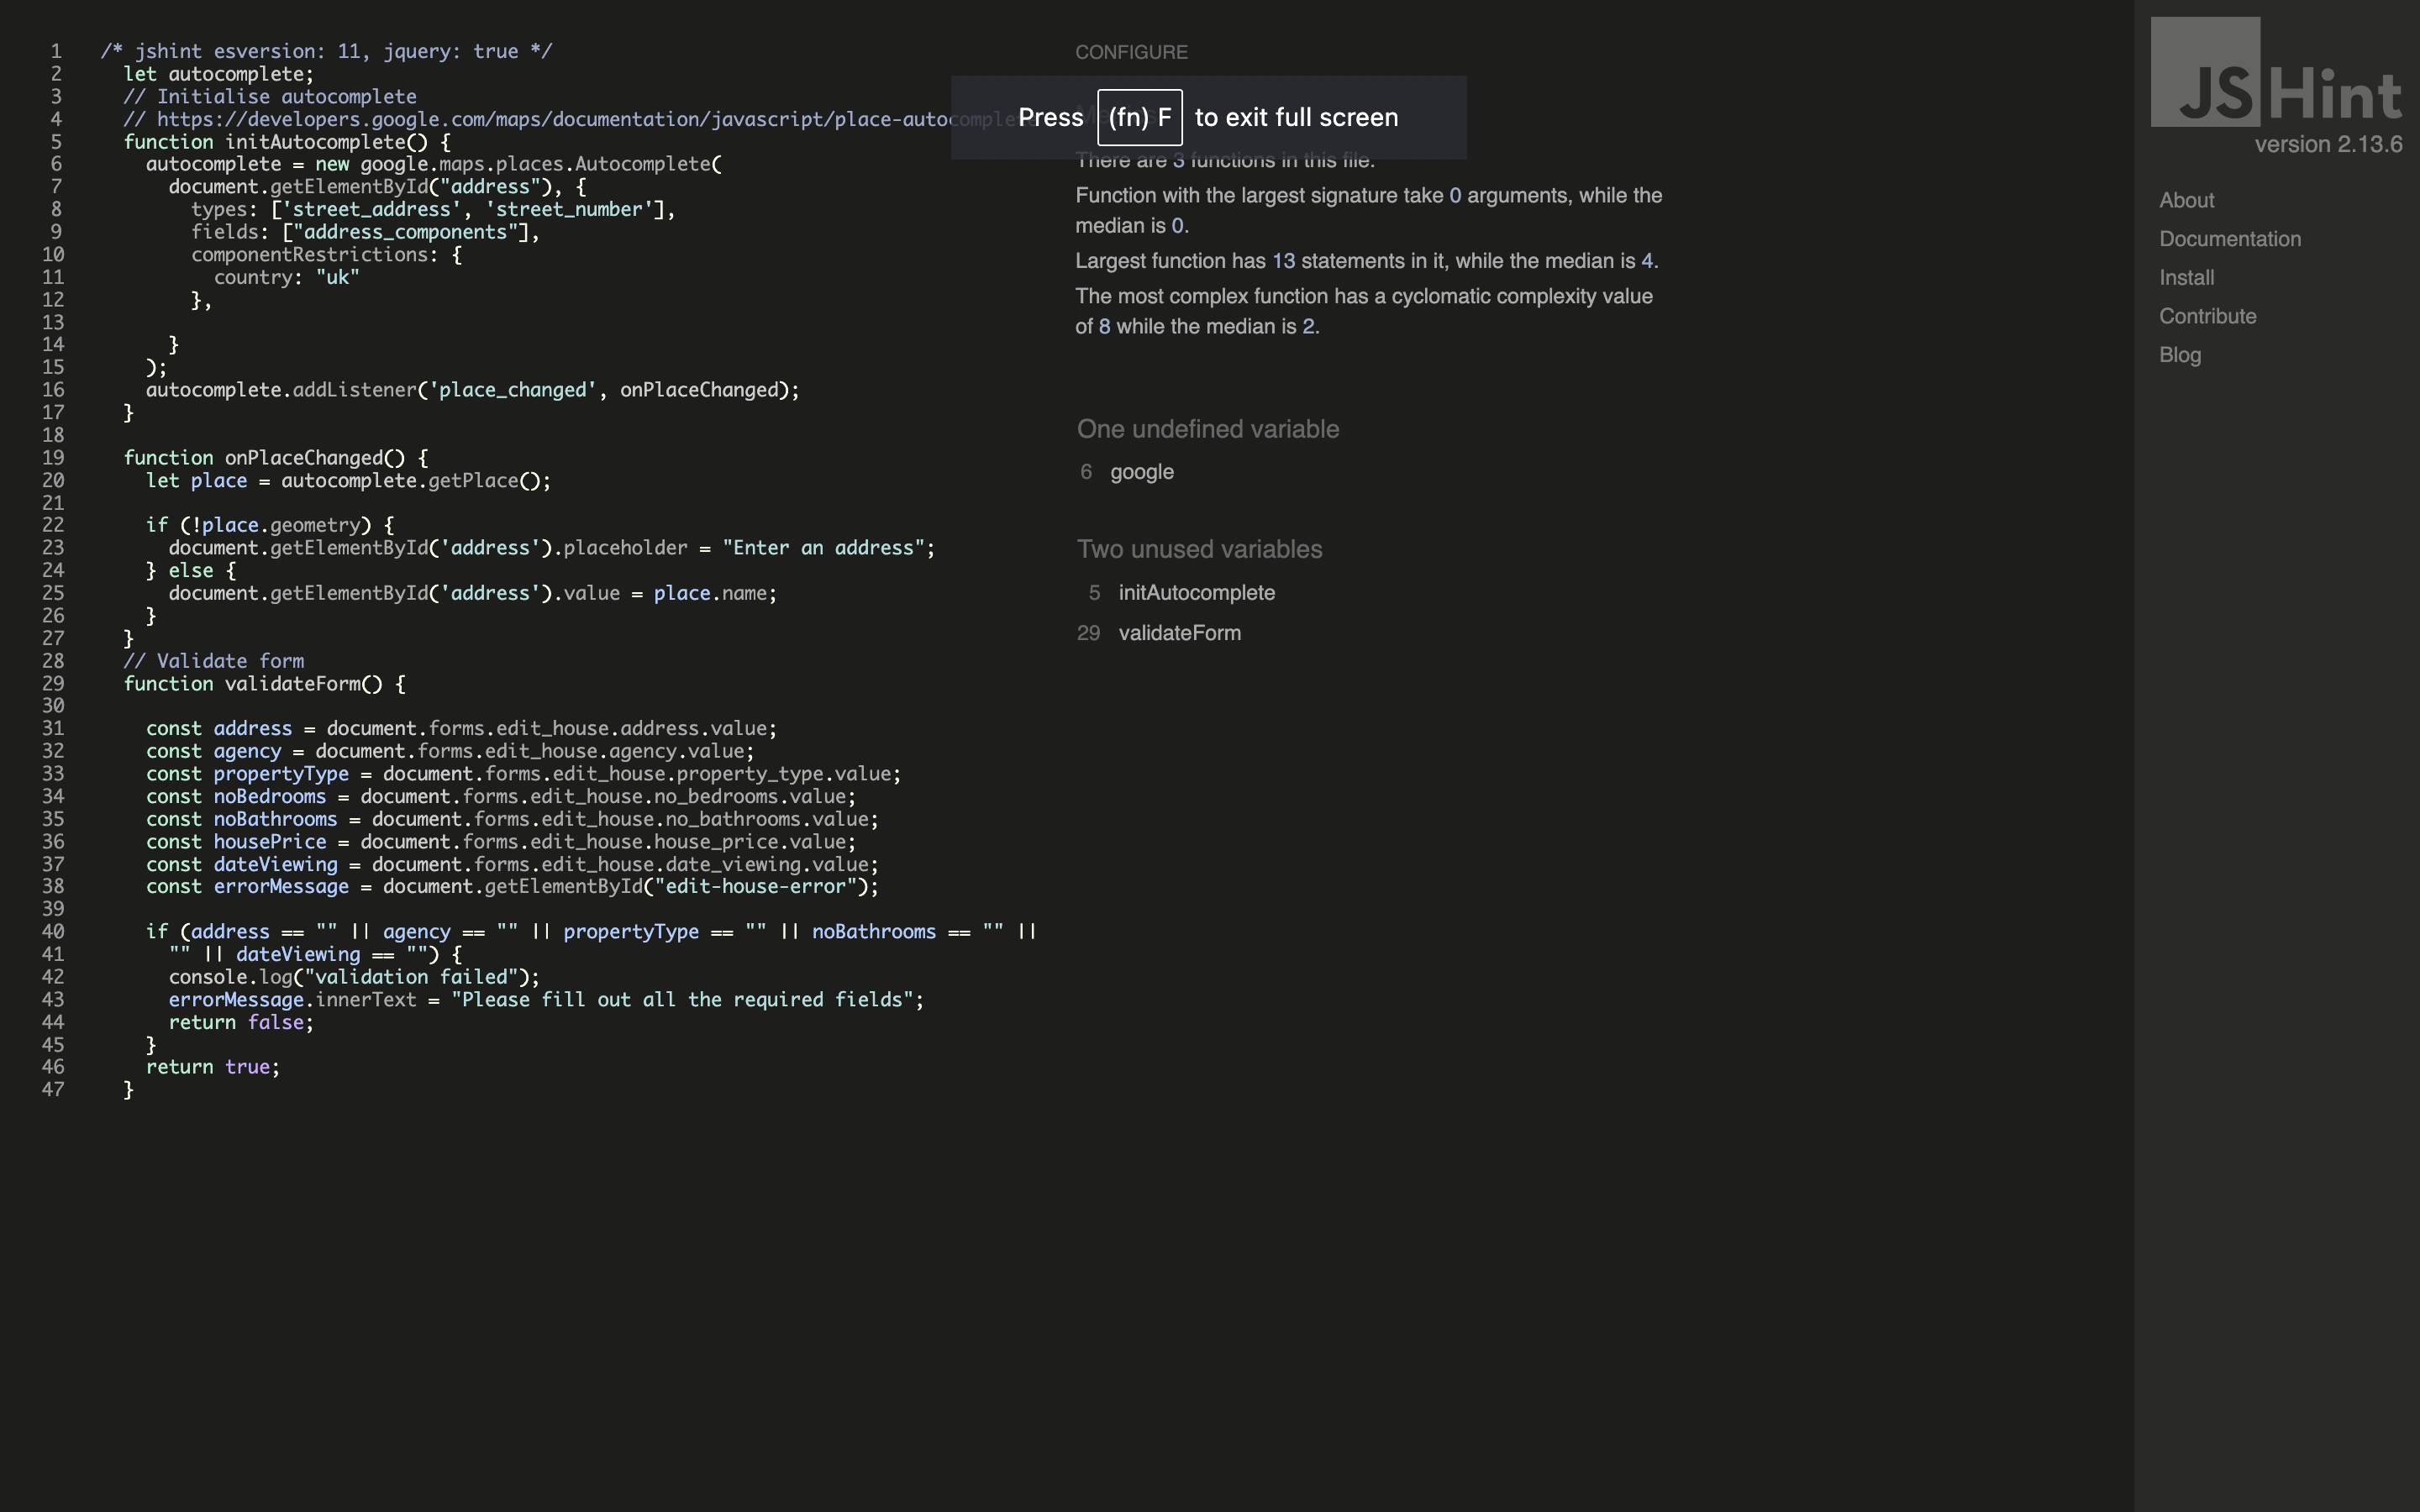 1 /* jshint esversion: 11, jquery: true */
2 let autocomplete;
3 // Initialise autocomplete
4 // https://developers.google.com/maps/documentation/javascript/place-autocomplete
5 function initAutocomplete() {
6 autocomplete = new google.maps.places.Autocomplete(
7 document.getElementById("address"), {
8 types: ['street_address', 'street_number'],
9 fields: ["address_components"],
10 componentRestrictions: {
11 country: "uk"
12 },
13
14 }
15 );
16 autocomplete.addListener('place_changed', onPlaceChanged);
17 }
18
19 function onPlaceChanged() {
20 let place = autocomplete.getPlace();
21
22 if (!place.geometry) {
23 document.getElementById('address').placeholder = "Enter an address";
24 } else {
25 document.getElementById('address').value = place.name;
26 }
27 }
28 // Validate form
29 function validateForm() {
30
31 const address = document.forms.edit_house.address.value;
32 const agency = document.forms.edit_house.agency.value;
33 const propertyType = document.forms.edit_house.property_type.value;
34 const noBedrooms = document.forms.edit_house.no_bedrooms.value;
35 const noBathrooms = document.forms.edit_house.no_bathrooms.value;
36 const housePrice = document.forms.edit_house.house_price.value;
37 const dateViewing = document.forms.edit_house.date_viewing.value;
38 const errorMessage = document.getElementById("edit-house-error");
39
40 if (address == "" || agency == "" || propertyType == "" || noBathrooms == "" ||
41 "" || dateViewing == "") {
42 console.log("validation failed");
43 errorMessage.innerText = "Please fill out all the required fields";
44 return false;
45 }
46 return true;
47 }
CONFIGURE
Press (fn) F to exit full screen
There are 3 functions in this file.
Function with the largest signature take 0 arguments, while the
median is 0.
Largest function has 13 statements in it, while the median is 4.
The most complex function has a cyclomatic complexity value
of 8 while the median is 2.
One undefined variable
6 google
Two unused variables
5 initAutocomplete
29 validateForm
JSHint
version 2.13.6
About
Documentation
Install
Contribute
Blog